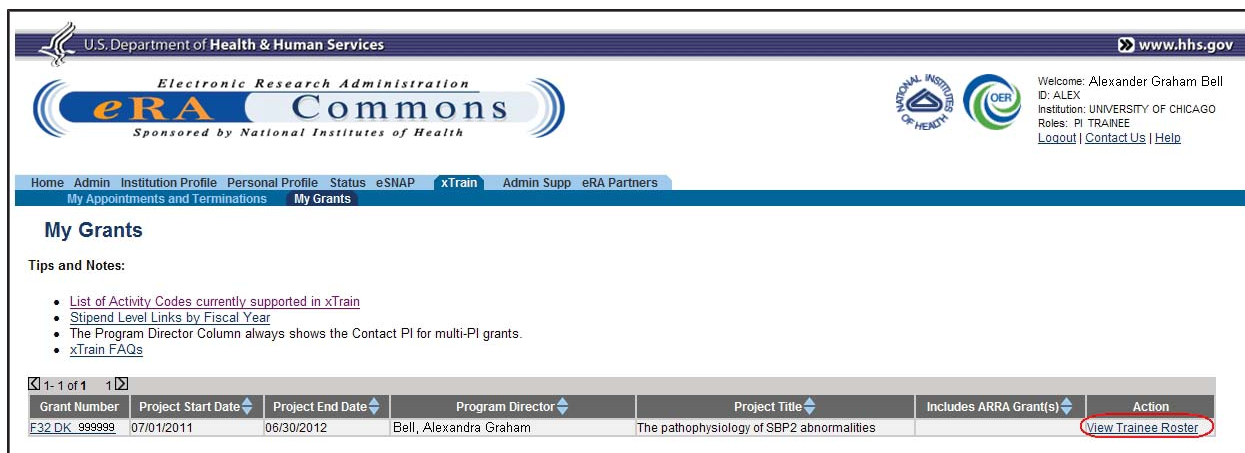 U.S. Department of Health & Human Services
www.hhs.gov
Electronic Research Administration
eRA Commons
Sponsored by National Institutes of Health
NATIONAL INSTITUTES OF HEALTH
OER
Welcome: Alexander Graham Bell
ID: ALEX
Institution: UNIVERSITY OF CHICAGO
Roles: PI TRAINEE
Logout | Contact Us | Help
Home Admin Institution Profile Personal Profile Status eSNAP xTrain Admin Supp eRA Partners
My Appointments and Terminations My Grants
My Grants
Tips and Notes:
List of Activity Codes currently supported in xTrain
Stipend Level Links by Fiscal Year
The Program Director Column always shows the Contact PI for multi-PI grants.
xTrain FAQs
1- 1 of 1 1
Grant Number Project Start Date Project End Date Program Director Project Title Includes ARRA Grant(s) Action
F32 DK 999999 07/01/2011 06/30/2012 Bell, Alexandra Graham The pathophysiology of SBP2 abnormalities View Trainee Roster